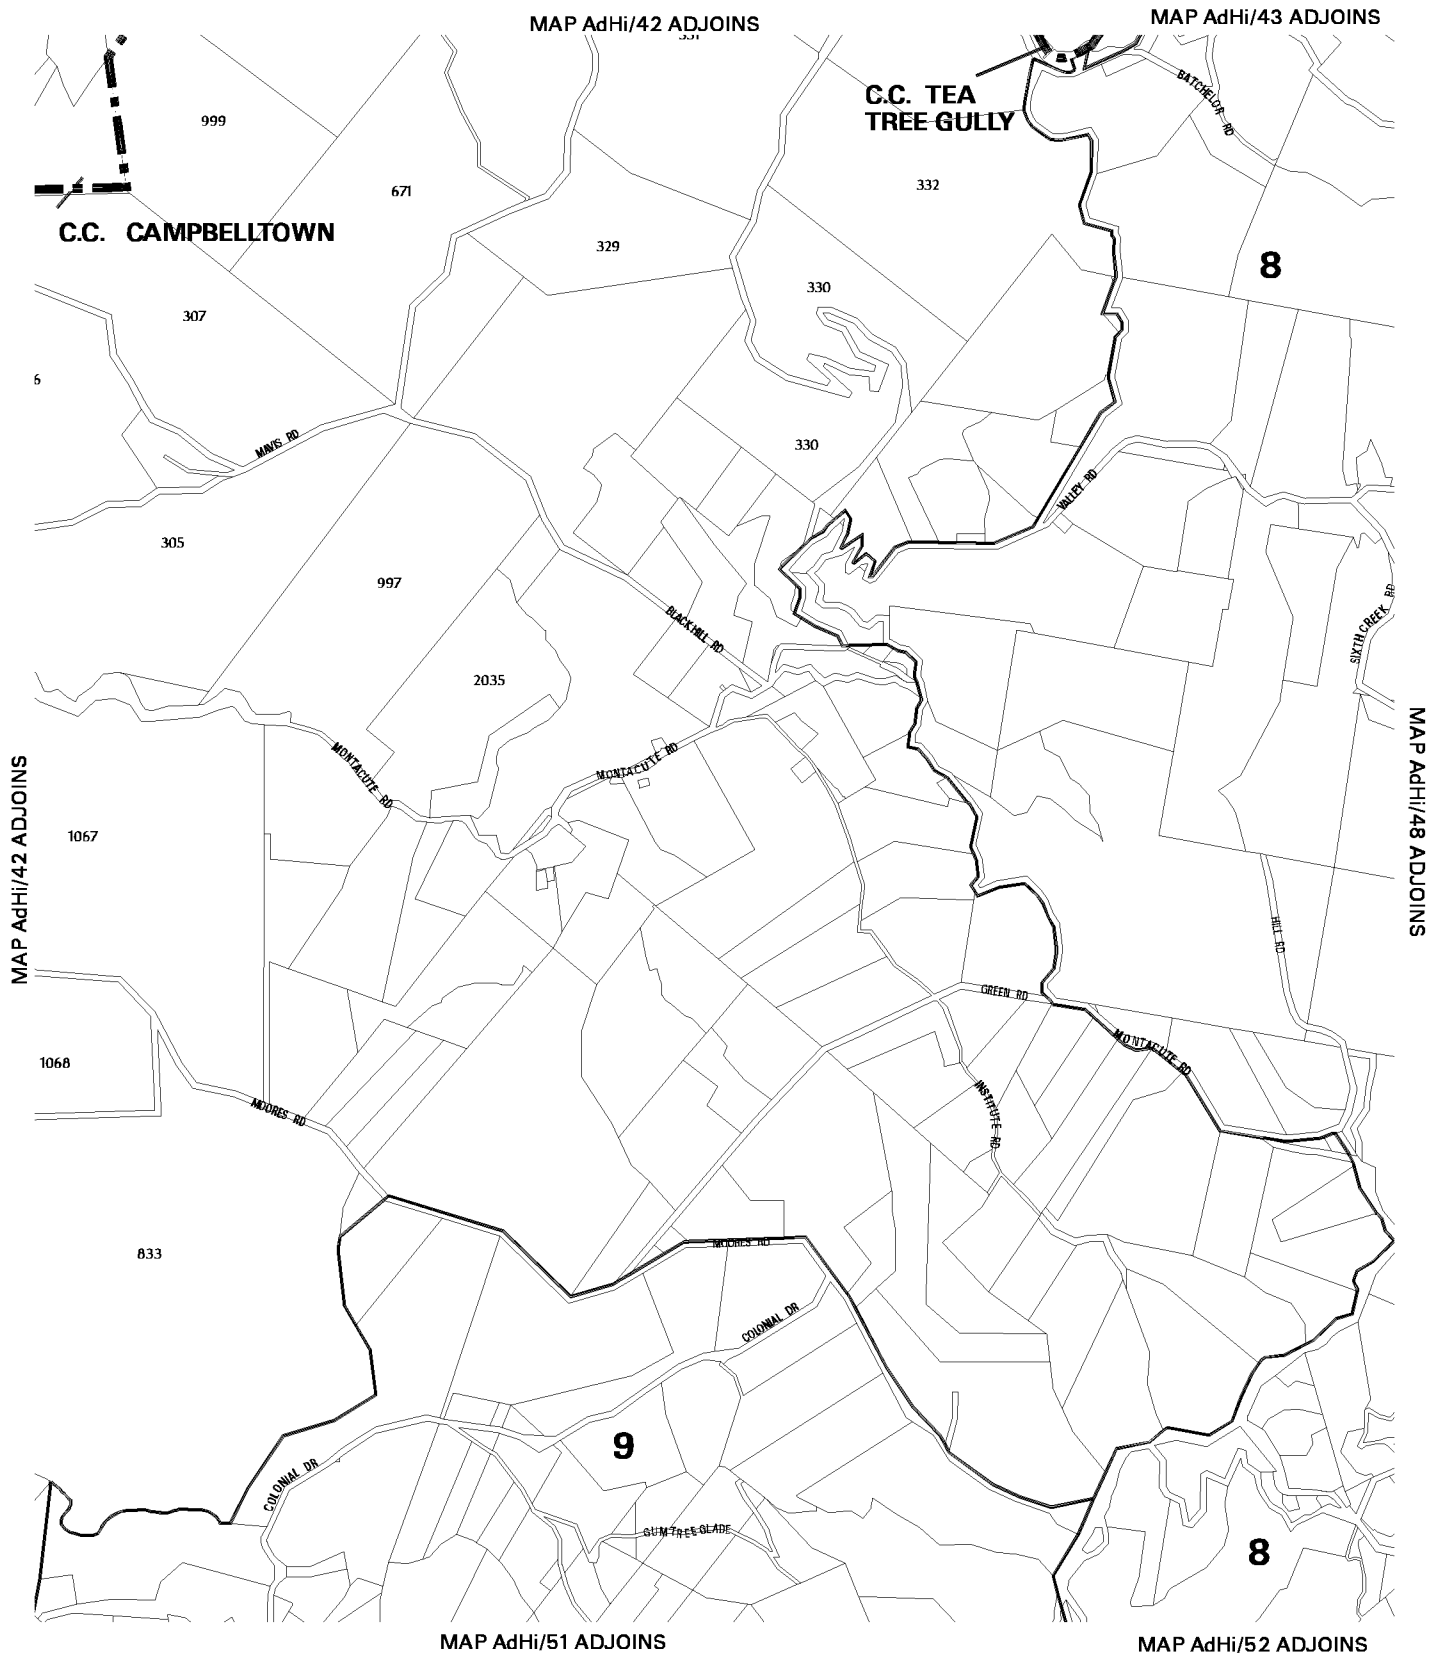 MAP AdHi/42 ADJOINS
MAP AdHi/43 ADJOINS
C.C. TEA
TREE GULLY
BATCHELOR RD
999
671
332
C.C. CAMPBELLTOWN
329
8
330
307
6
MAVIS RD
330
VALLEY RD
305
997
BLACK HILL RD
SIXTH CREEK RD
2035
MONTACUTE RD
MONTACUTE RD
MAP AdHi/42 ADJOINS
MAP AdHi/48 ADJOINS
1067
HILL RD
GREEN RD
MONTACUTE RD
1068
MOORES RD
INSTITUTE RD
833
MOORES RD
COLONIAL DR
9
COLONIAL DR
GUMTREE GLADE
8
MAP AdHi/51 ADJOINS
MAP AdHi/52 ADJOINS